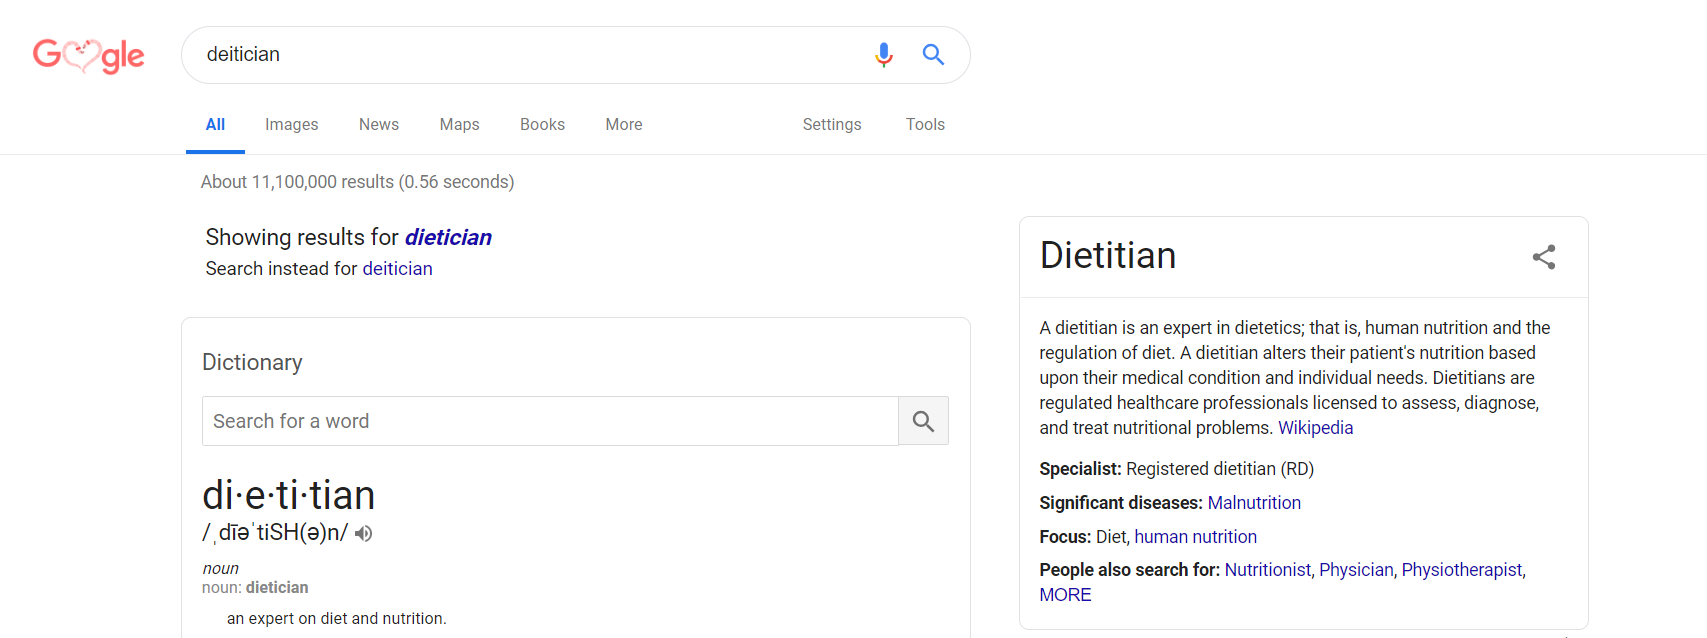 Google
deitician
All Images News Maps Books More Settings Tools
About 11,100,000 results (0.56 seconds)
Showing results for dietician
Search instead for deitician
Dictionary
Search for a word
di·e·ti·tian
/ˌdīəˈtiSH(ə)n/
noun
noun: dietician
an expert on diet and nutrition.
Dietitian
A dietitian is an expert in dietetics; that is, human nutrition and the
regulation of diet. A dietitian alters their patient's nutrition based
upon their medical condition and individual needs. Dietitians are
regulated healthcare professionals licensed to assess, diagnose,
and treat nutritional problems. Wikipedia
Specialist: Registered dietitian (RD)
Significant diseases: Malnutrition
Focus: Diet, human nutrition
People also search for: Nutritionist, Physician, Physiotherapist,
MORE